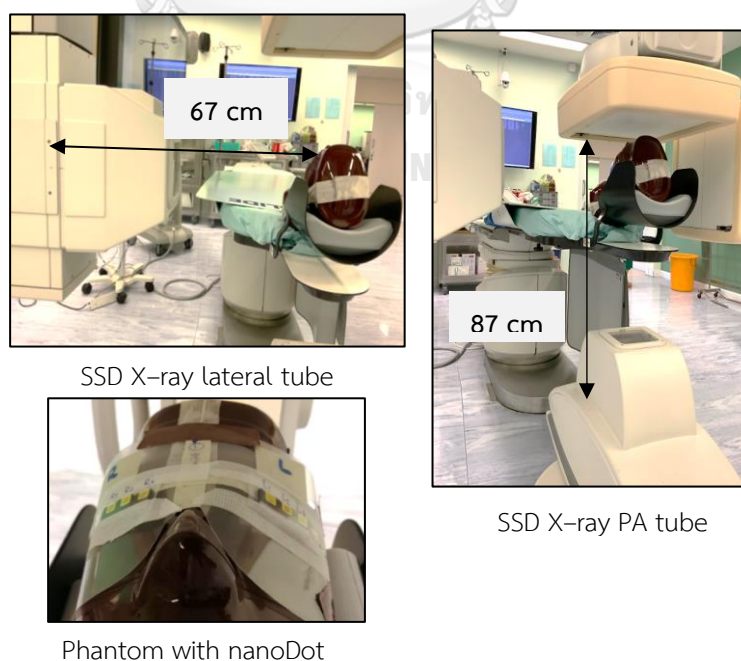 67 cm
87 cm
SSD X–ray lateral tube
SSD X–ray PA tube
R
L
Phantom with nanoDot